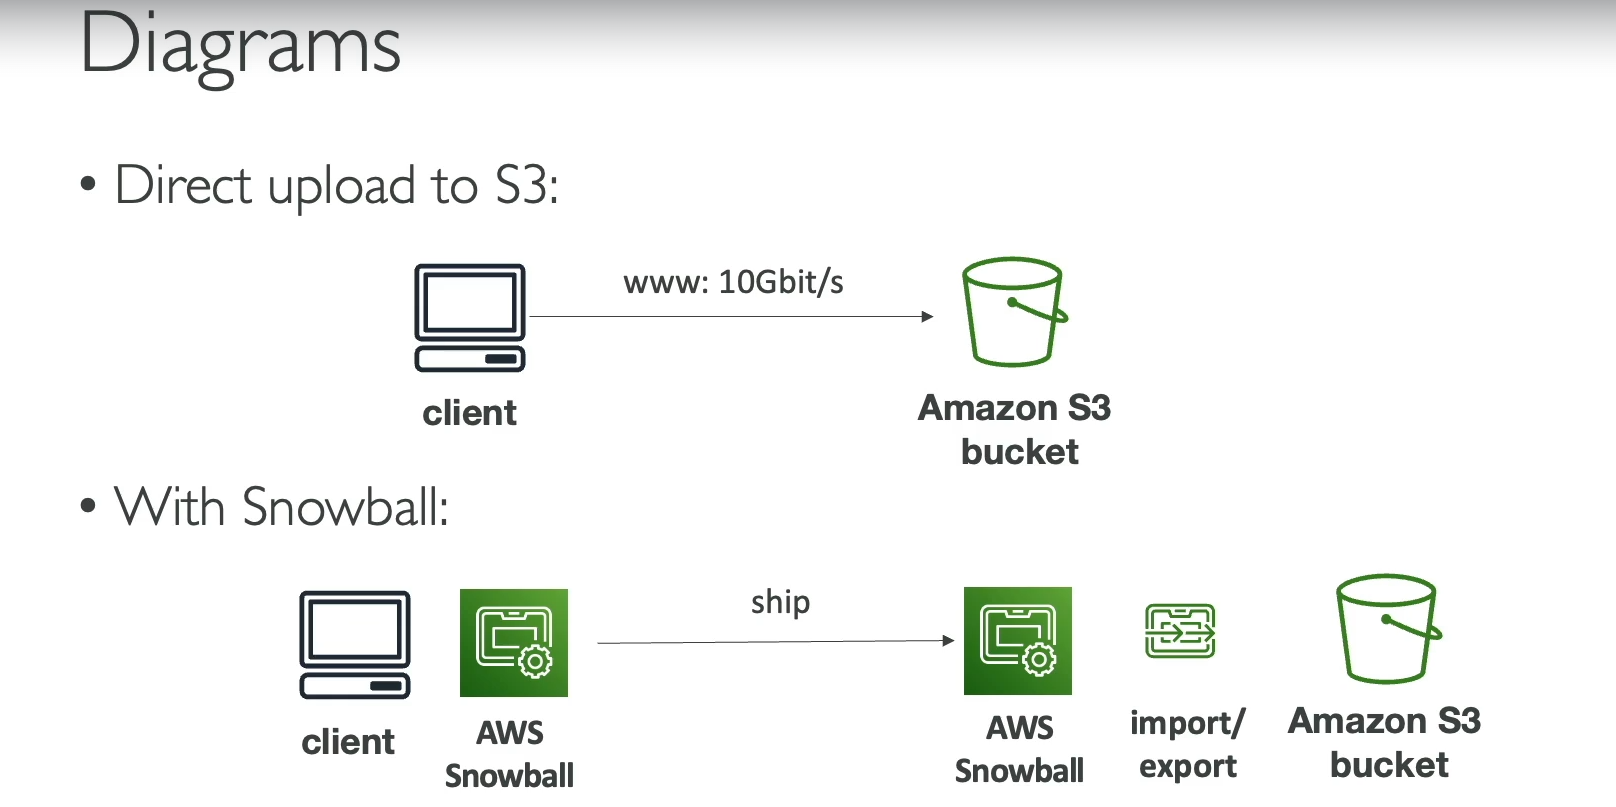 Diagrams
• Direct upload to S3:
www: 10Gbit/s
client
Amazon S3
bucket
• With Snowball:
ship
client
AWS
Snowball
AWS
Snowball
import/
export
Amazon S3
bucket